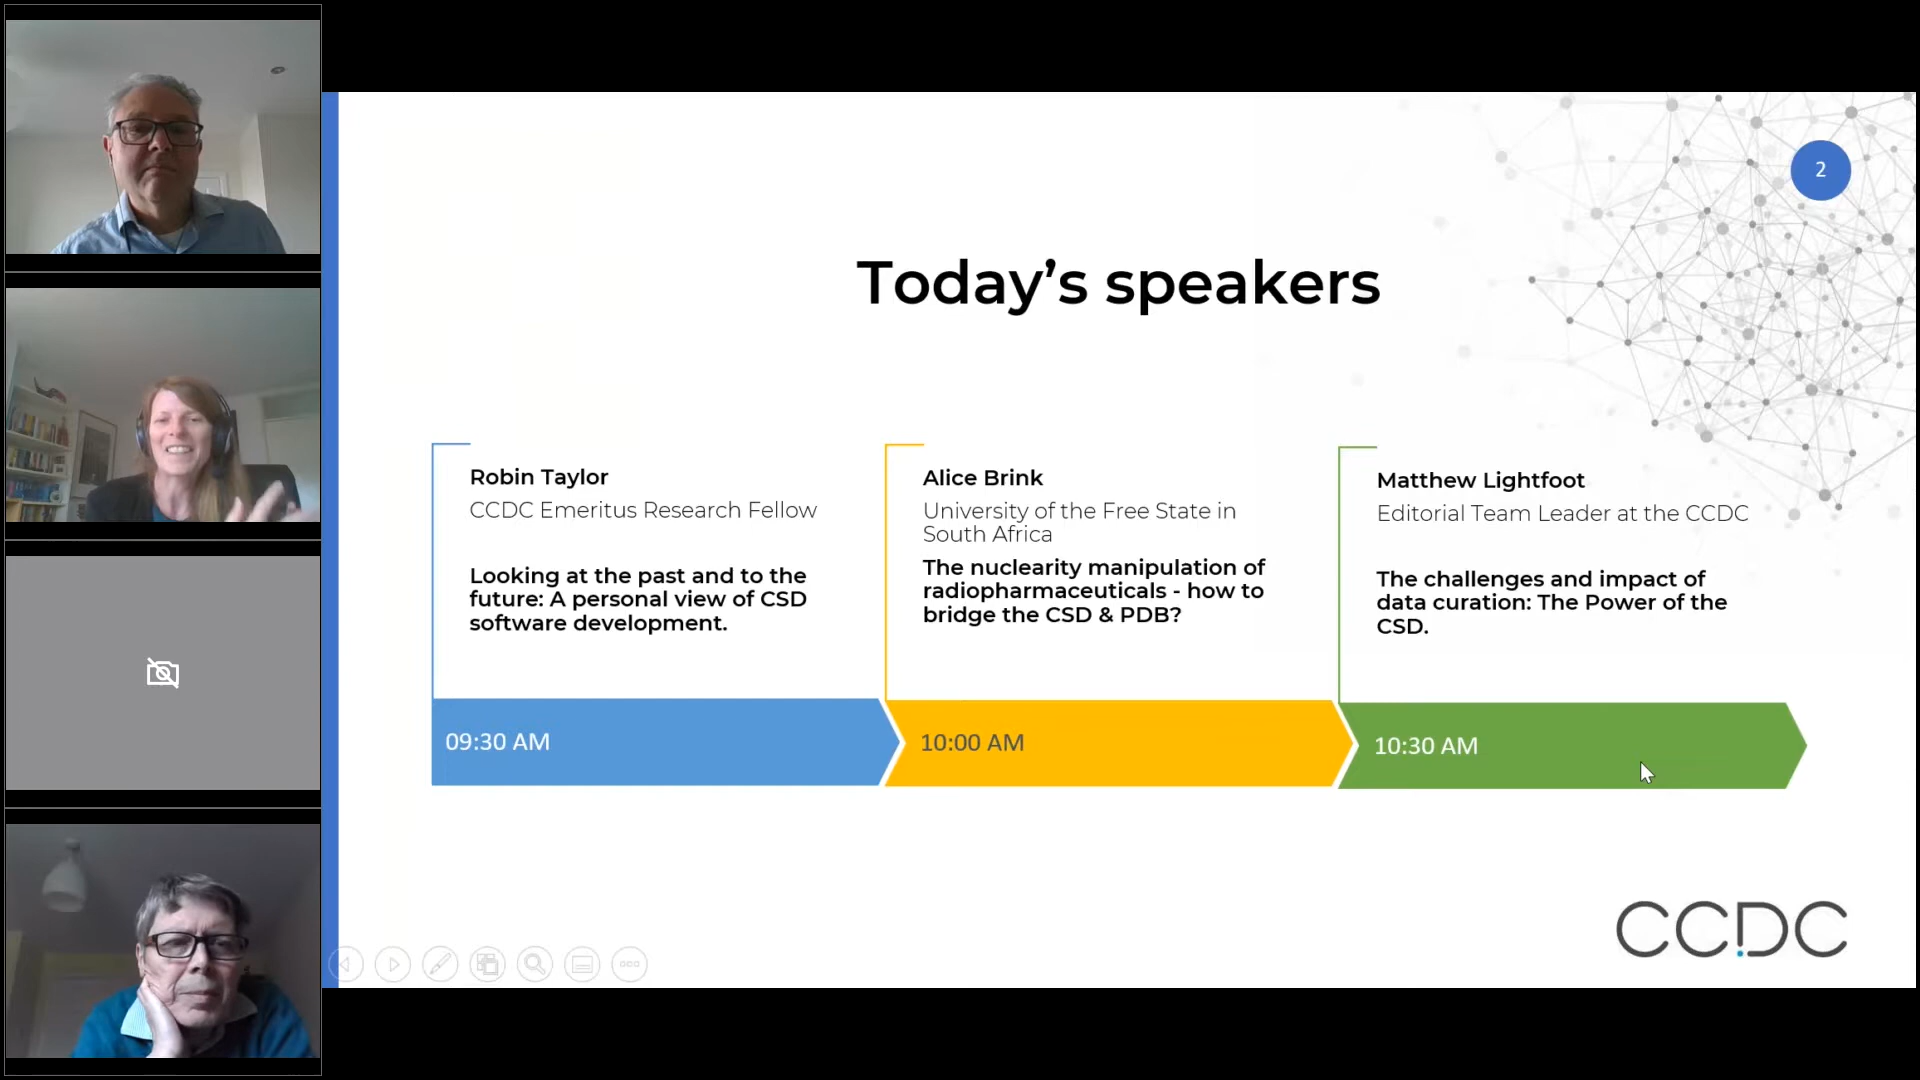 2
Today’s speakers
Robin Taylor
CCDC Emeritus Research Fellow
Looking at the past and to the
future: A personal view of CSD
software development.
09:30 AM
Alice Brink
University of the Free State in
South Africa
The nuclearity manipulation of
radiopharmaceuticals - how to
bridge the CSD & PDB?
10:00 AM
Matthew Lightfoot
Editorial Team Leader at the CCDC
The challenges and impact of
data curation: The Power of the
CSD.
10:30 AM
CCDC